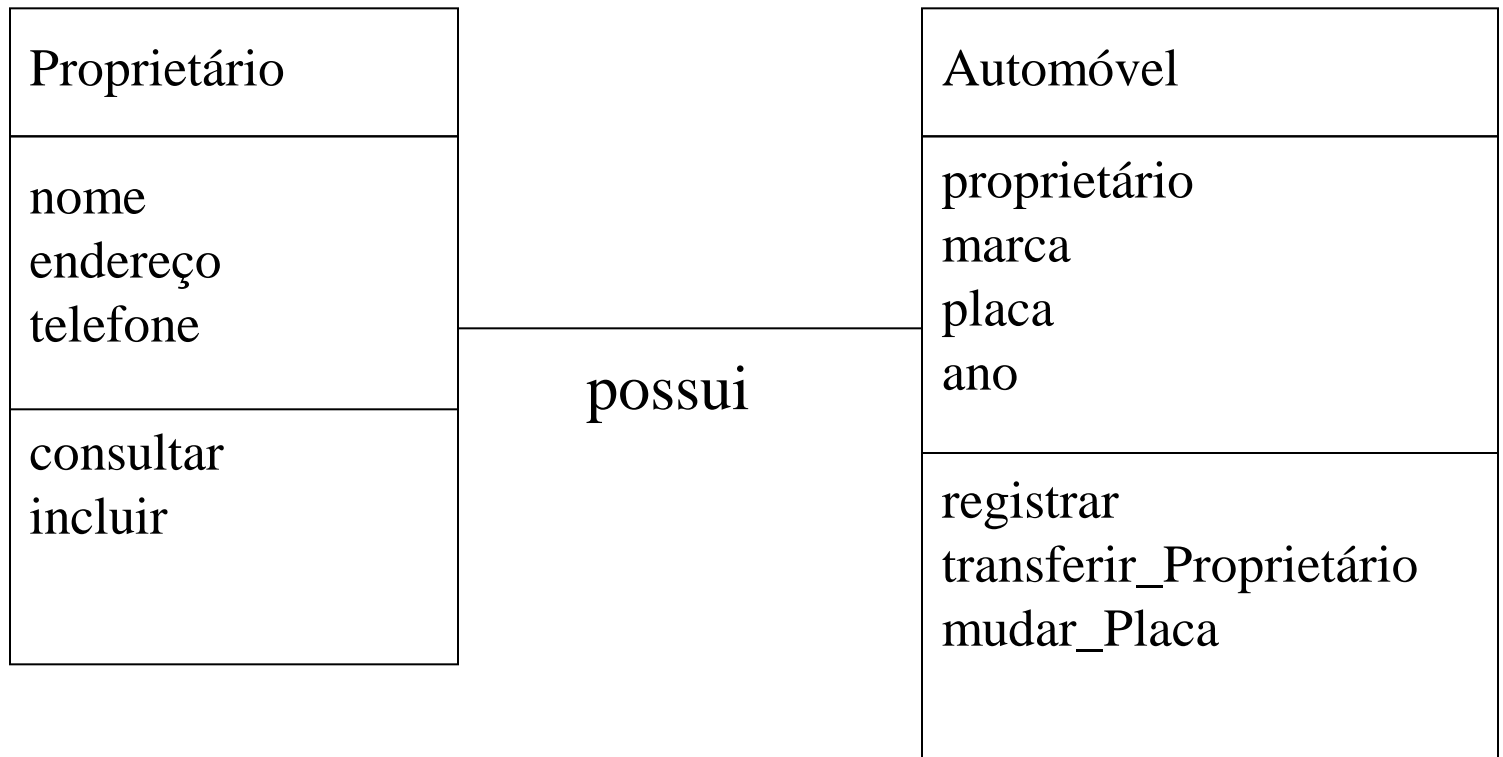 Proprietário
nome
endereço
telefone
consultar
incluir
possui
Automóvel
proprietário
marca
placa
ano
registrar
transferir_Proprietário
mudar_Placa